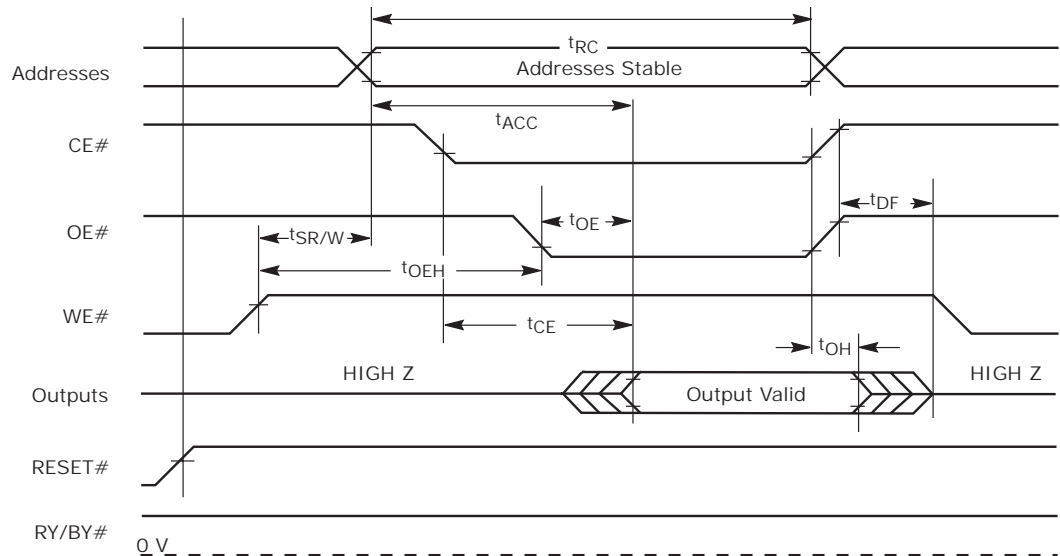 tRC
Addresses
Addresses Stable
tACC
CE#
tDF
tOE
OE#
tSR/W
tOEH
WE#
tCE
tOH
HIGH Z
HIGH Z
Outputs
Output Valid
RESET#
RY/BY#
0 V